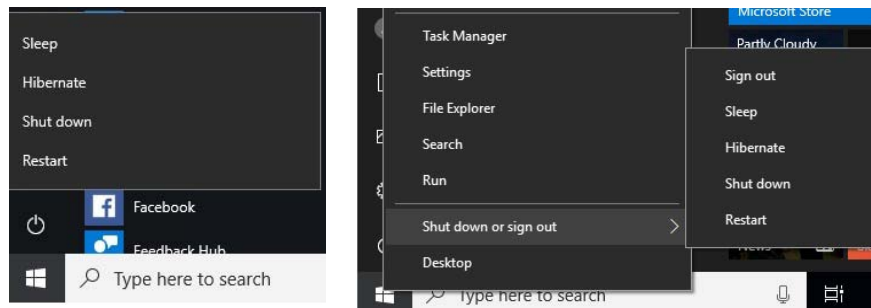 Sleep
Hibernate
Shut down
Restart
Facebook
Feedback Hub
Type here to search
Microsoft Store
Partly Cloudy
Task Manager
Settings
File Explorer
Search
Run
Shut down or sign out
Desktop
Sign out
Sleep
Hibernate
Shut down
Restart
News
Type here to search